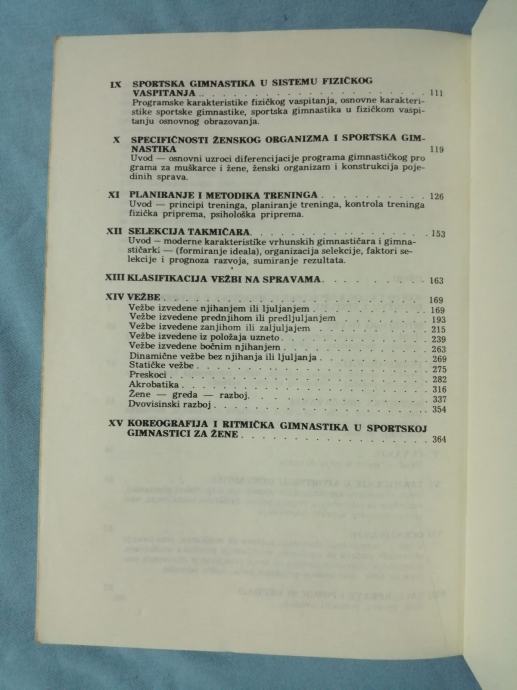 IX SPORTSKA GIMNASTIKA U SISTEMU FIZIČKOG
VASPITANJA . . . . . . . . . . . . . . . . . 111
Programske karakteristike fizičkog vaspitanja, osnovne karakteri-
stike sportske gimnastike, sportska gimnastika u fizičkom vaspi-
tanju osnovnog obrazovanja.
X SPECIFIČNOSTI ŽENSKOG ORGANIZMA I SPORTSKA GIM-
NASTIKA . . . . . . . . . . . . . . . . . 119
Uvod — osnovni uzroci diferencijacije programa gimnastičkog pro
grama za muškarce i žene, ženski organizam i konstrukcija poje-
dinih sprava.
XI PLANIRANJE I METODIKA TRENINGA . . . . . . . . 126
Uvod — principi treninga, planiranje treninga, kontrola treninga
fizička priprema, psihološka priprema.
XII SELEKCIJA TAKMIČARA . . . . . . . . . . . . . 153
Uvod — moderne karakteristike vrhunskih gimnastičara i gimna-
stičarki — (formiranje ideala), organizacija selekcije, faktori se-
lekcije i prognoza razvoja, sumiranje rezultata.
XIII KLASIFIKACIJA VEŽBI NA SPRAVAMA . . . . . . . . 163
XIV VEŽBE . . . . . . . . . . . . . . . . . 169
Vežbe izvedene njihanjem ili ljuljanjem . . . . . . . . 169
Vežbe izvedene prednjihom ili predljuljanjem . . . . . . . 193
Vežbe izvedene zanjihom ili zaljuljajem . . . . . . . . 215
Vežbe izvedene iz položaja uzneto . . . . . . . . . . 239
Vežbe izvedene bočnim njihanjem . . . . . . . . . . 263
Dinamične vežbe bez njihanja ili ljuljanja . . . . . . . . 269
Statičke vežbe . . . . . . . . . . . . . . . 275
Preskoci . . . . . . . . . . . . . . . . . 282
Akrobatika . . . . . . . . . . . . . . . . 316
Žene — greda — razboj. . . . . . . . . . . . . 337
Dvovisinski razboj . . . . . . . . . . . . . . 354
XV KOREOGRAFIJA I RITMIČKA GIMNASTIKA U SPORTSKOJ
GIMNASTICI ZA ŽENE . . . . . . . . . . . . . 364